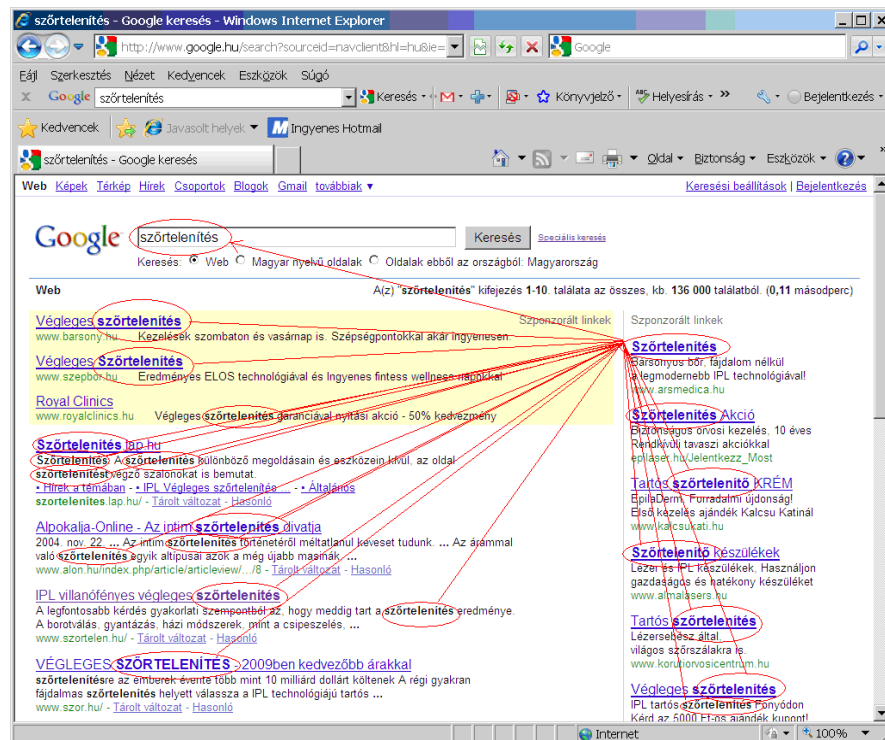 szőrtelenítés - Google keresés - Windows Internet Explorer
http://www.google.hu/search?sourceid=navclient&hl=hu&ie=
Google
Fájl Szerkesztés Nézet Kedvencek Eszközök Súgó
x Google szőrtelenítés Keresés Könyvjelző Helyesírás » Bejelentkezés
Kedvencek Javasolt helyek Ingyenes Hotmail
szőrtelenítés - Google keresés
Oldal Biztonság Eszközök »
Web Képek Térkép Hírek Csoportok Blogok Gmail továbbiak ▼
Keresési beállítások | Bejelentkezés
Google szőrtelenítés Keresés Speciális keresés
Keresés: Web Magyar nyelvű oldalak Oldalak ebből az országból: Magyarország
Web A(z) "szőrtelenítés" kifejezés 1-10. találata az összes, kb. 136 000 találatból. (0,11 másodperc)
Végleges szőrtelenítés Szponzorált linkek
www.barsony.hu Kezelések szombaton és vasárnap is. Szépségpontokkal akár ingyenesen.
Végleges Szőrtelenítés
www.szepbor.hu Eredményes ELOS technológiával és Ingyenes fintess wellness napokkal
Royal Clinics
www.royalclinics.hu Végleges szőrtelenítés garanciával nyitási akció - 50% kedvezmény
Szőrtelenítés.lap.hu
Szőrtelenítés. A szőrtelenítés különböző megoldásain és eszközein kívül, az oldal
szőrtelenítést végző szalonokat is bemutat.
• Hírek a témában - • IPL Végleges szőrtelenítés ... - • Általános
szortelenites.lap.hu/ - Tárolt változat - Hasonló
Alpokalja-Online - Az intim szőrtelenítés divatja
2004. nov. 22. ... Az intim szőrtelenítés történetéről méltatlanul keveset tudunk. ... Az árammal
való szőrtelenítés egyik altípusai azok a még újabb masinák, ...
www.alon.hu/index.php/article/articleview/.../8 - Tárolt változat - Hasonló
IPL villanófényes végleges szőrtelenítés
A legfontosabb kérdés gyakorlati szempontból az, hogy meddig tart a szőrtelenítés eredménye.
A borotválás, gyantázás, házi módszerek, mint a csipeszelés, ...
www.szortelen.hu/ - Tárolt változat - Hasonló
VÉGLEGES SZŐRTELENÍTÉS - 2009ben kedvezőbb árakkal
szőrtelenítésre az emberek évente több mint 10 milliárd dollárt költenek A régi gyakran
fájdalmas szőrtelenítés helyett válassza a IPL technológiájú tartós ...
www.szor.hu/ - Tárolt változat - Hasonló
Szponzorált linkek
Szőrtelenítés
Bársonyos bőr, fájdalom nélkül
a legmodernebb IPL technológiával!
www.arsmedica.hu
Szőrtelenítés Akció
Biztonságos orvosi kezelés, 10 éves
Rendkívüli tavaszi akciókkal
epilaser.hu/Jelentkezz_Most
Tartós szőrtelenítő KRÉM
EpilaDerm, Forradalmi újdonság!
Első kezelés ajándék Kalcsu Katinál
www.kalcsukati.hu
Szőrtelenítő készülékek
Lézer és IPL készülékek, Használjon
gazdaságos és hatékony készüléket
www.almalasers.hu
Tartós szőrtelenítés
Lézersebész által,
világos szőrszálakra is.
www.korutiorvosicentrum.hu
Végleges szőrtelenítés
IPL tartós szőrtelenítés Fonyódon
Kérd az 5000 Ft-os ajándék kupont!
Internet 100%